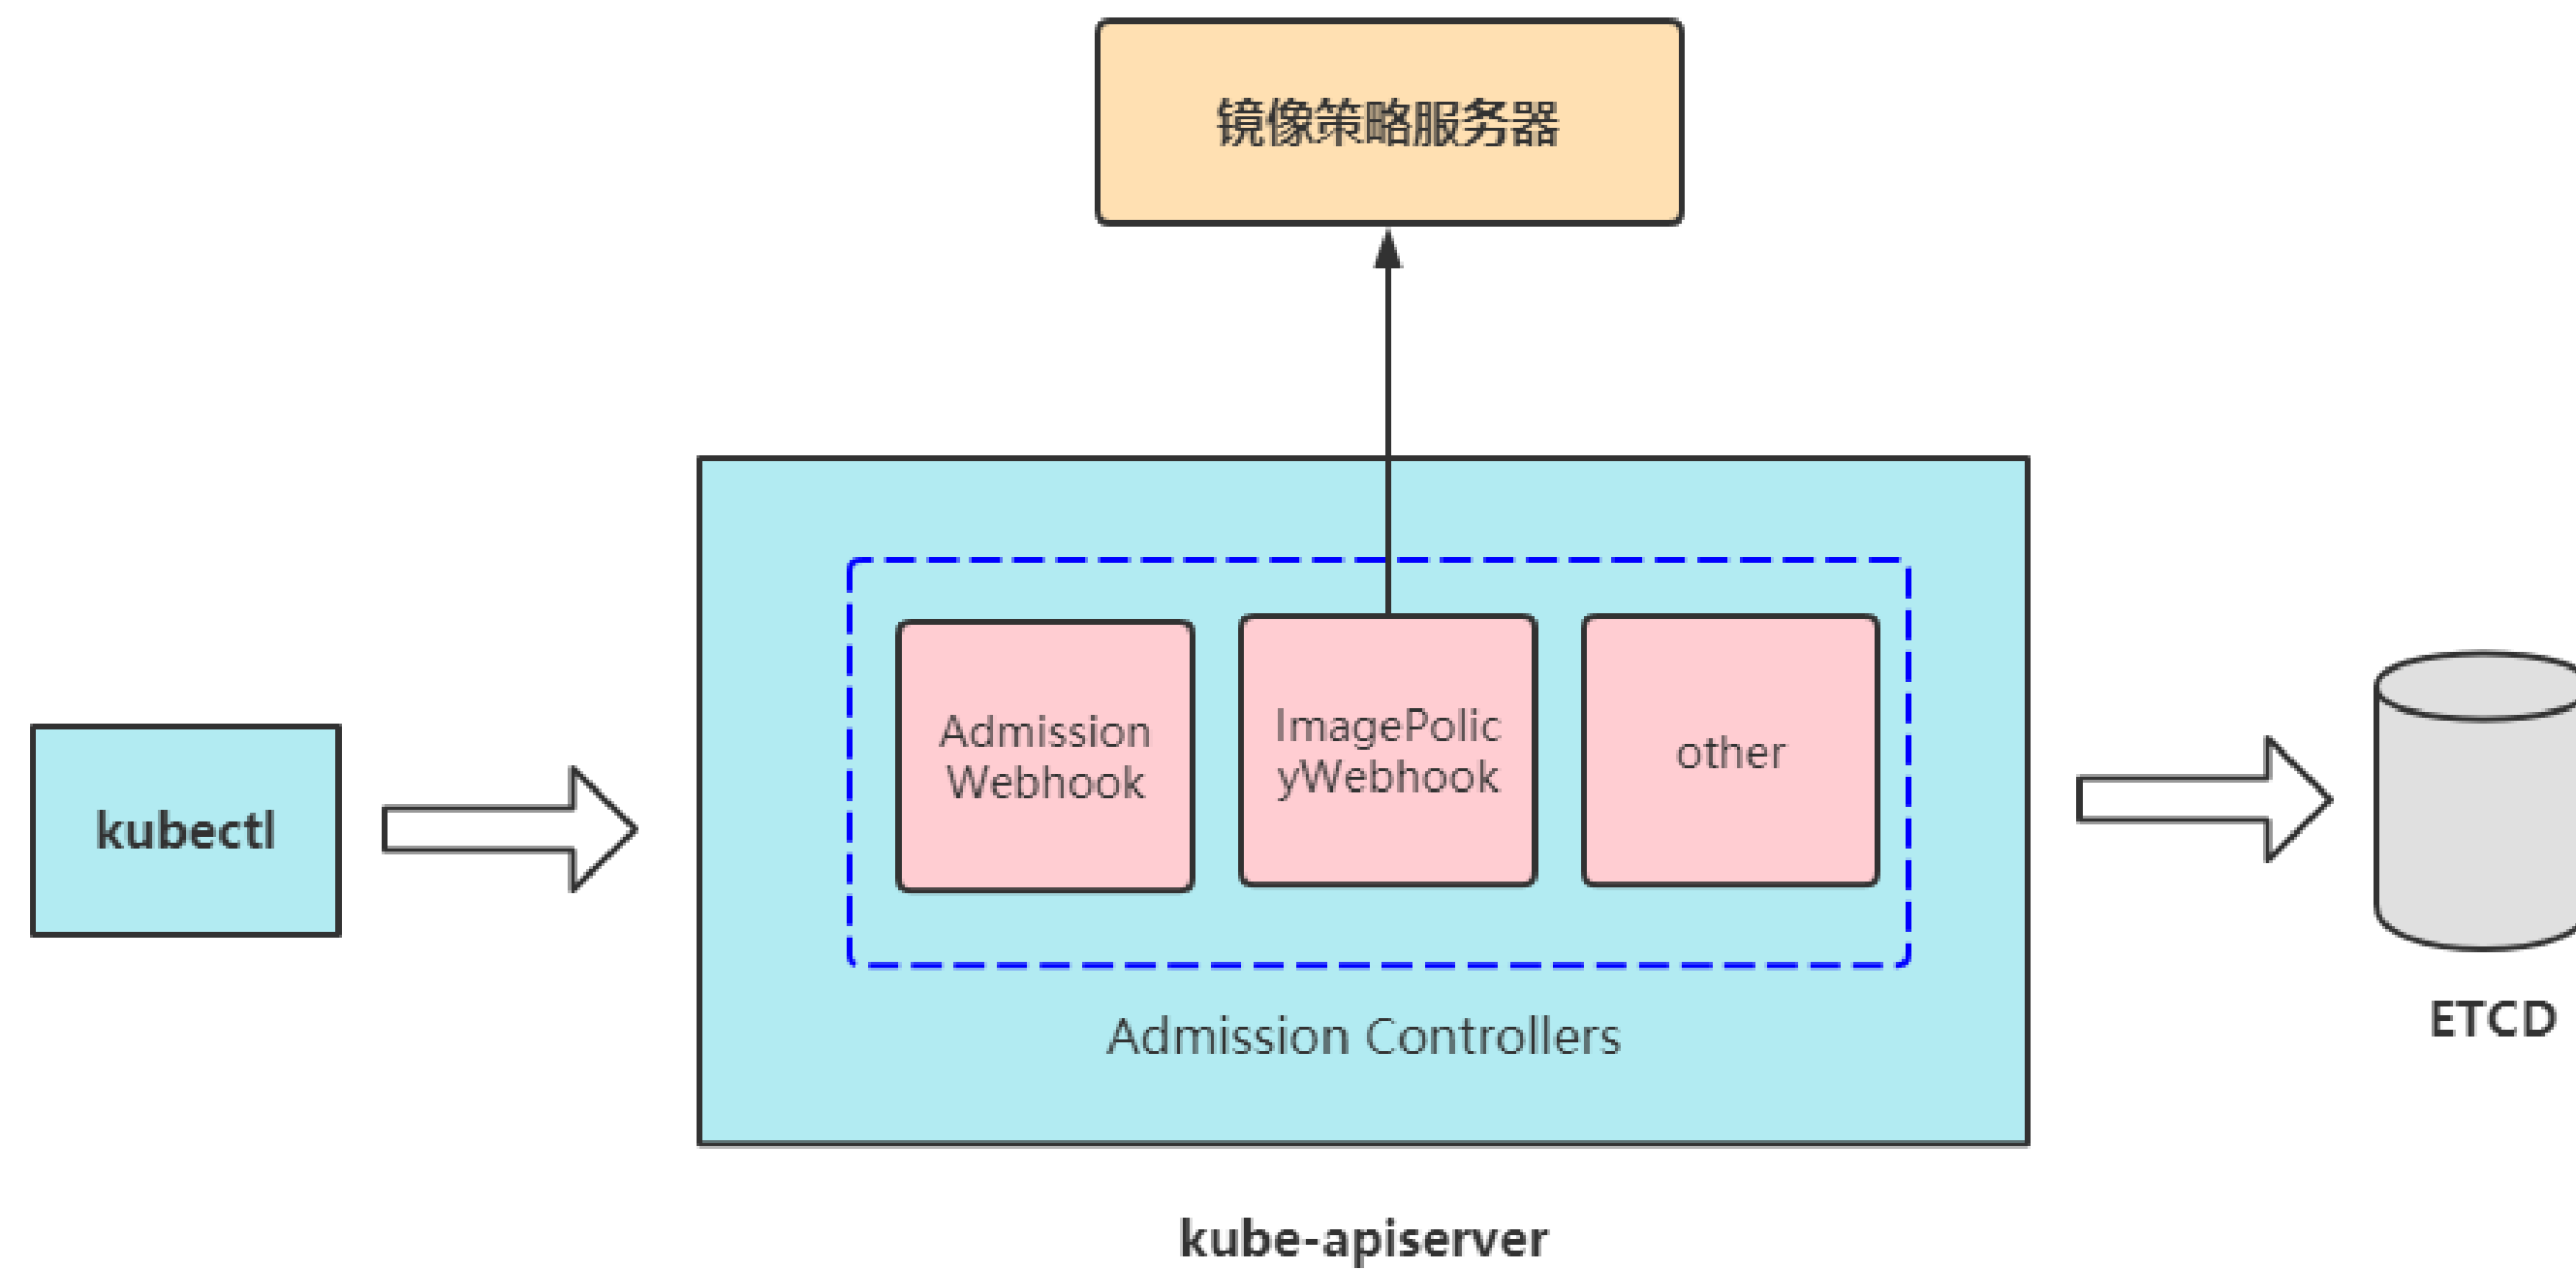 镜像策略服务器
kubectl
Admission
Webhook
ImagePolic
yWebhook
other
Admission Controllers
ETCD
kube-apiserver